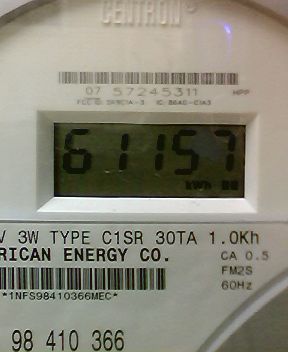 CENTRON
07 57245311 HPP
61157
kWh
V 3W TYPE C1SR 30TA 1.0Kh
RICAN ENERGY CO.
CA 0.5
FM2S
60Hz
*1NFS98410366MEC*
98 410 366